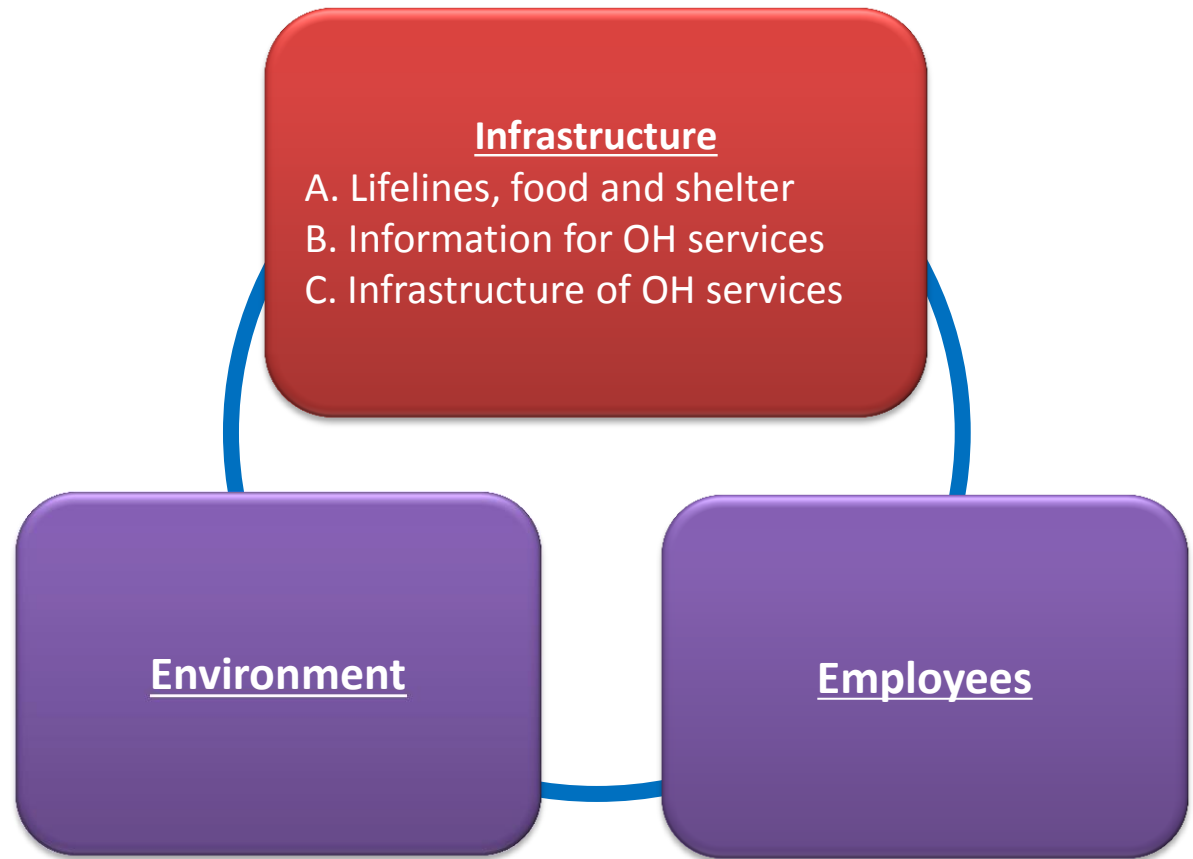 Infrastructure
A. Lifelines, food and shelter
B. Information for OH services
C. Infrastructure of OH services
Environment
Employees